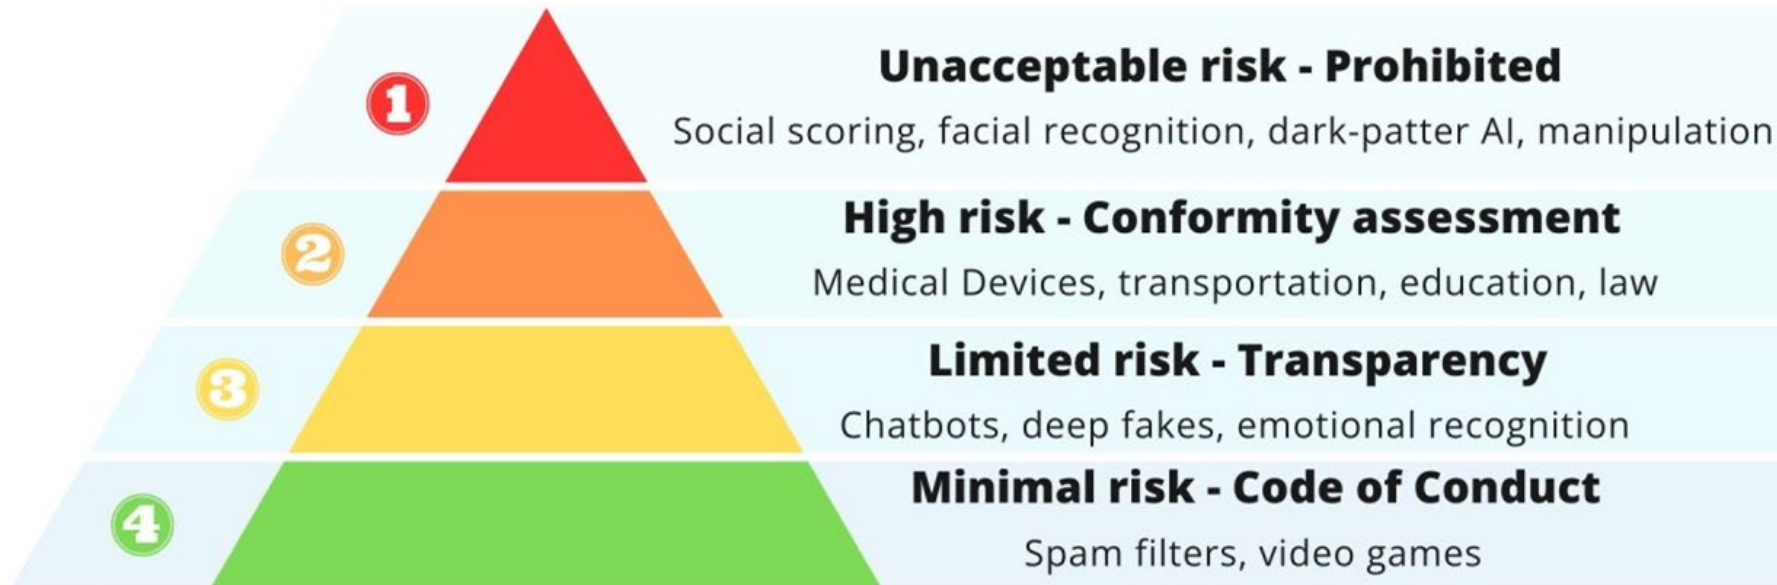 1
Unacceptable risk - Prohibited
Social scoring, facial recognition, dark-patter AI, manipulation
2
High risk - Conformity assessment
Medical Devices, transportation, education, law
3
Limited risk - Transparency
Chatbots, deep fakes, emotional recognition
4
Minimal risk - Code of Conduct
Spam filters, video games